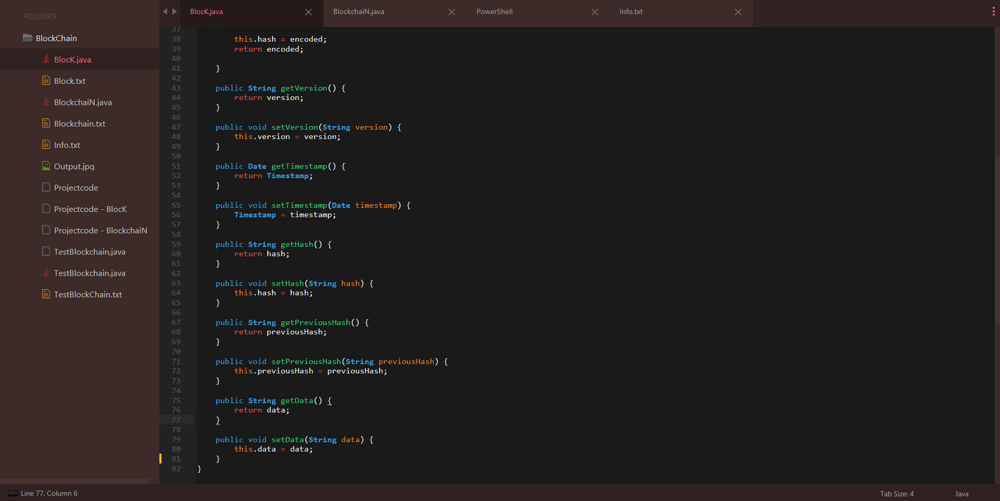 FOLDERS
BlockChain
BlocK.java
Block.txt
BlockchaiN.java
Blockchain.txt
Info.txt
Output.jpg
Projectcode
Projectcode - BlocK
Projectcode - BlockchaiN
TestBlockchain,java
TestBlockchain.java
TestBlockChain.txt
BlocK.java BlockchaiN.java PowerShell Info.txt
37
38 this.hash = encoded;
39 return encoded;
40
41 }
42
43 public String getVersion() {
44 return version;
45 }
46
47 public void setVersion(String version) {
48 this.version = version;
49 }
50
51 public Date getTimestamp() {
52 return Timestamp;
53 }
54
55 public void setTimestamp(Date timestamp) {
56 Timestamp = timestamp;
57 }
58
59 public String getHash() {
60 return hash;
61 }
62
63 public void setHash(String hash) {
64 this.hash = hash;
65 }
66
67 public String getPreviousHash() {
68 return previousHash;
69 }
70
71 public void setPreviousHash(String previousHash) {
72 this.previousHash = previousHash;
73 }
74
75 public String getData() {
76 return data;
77 }
78
79 public void setData(String data) {
80 this.data = data;
81 }
82 }
Line 77, Column 6 Tab Size: 4 Java